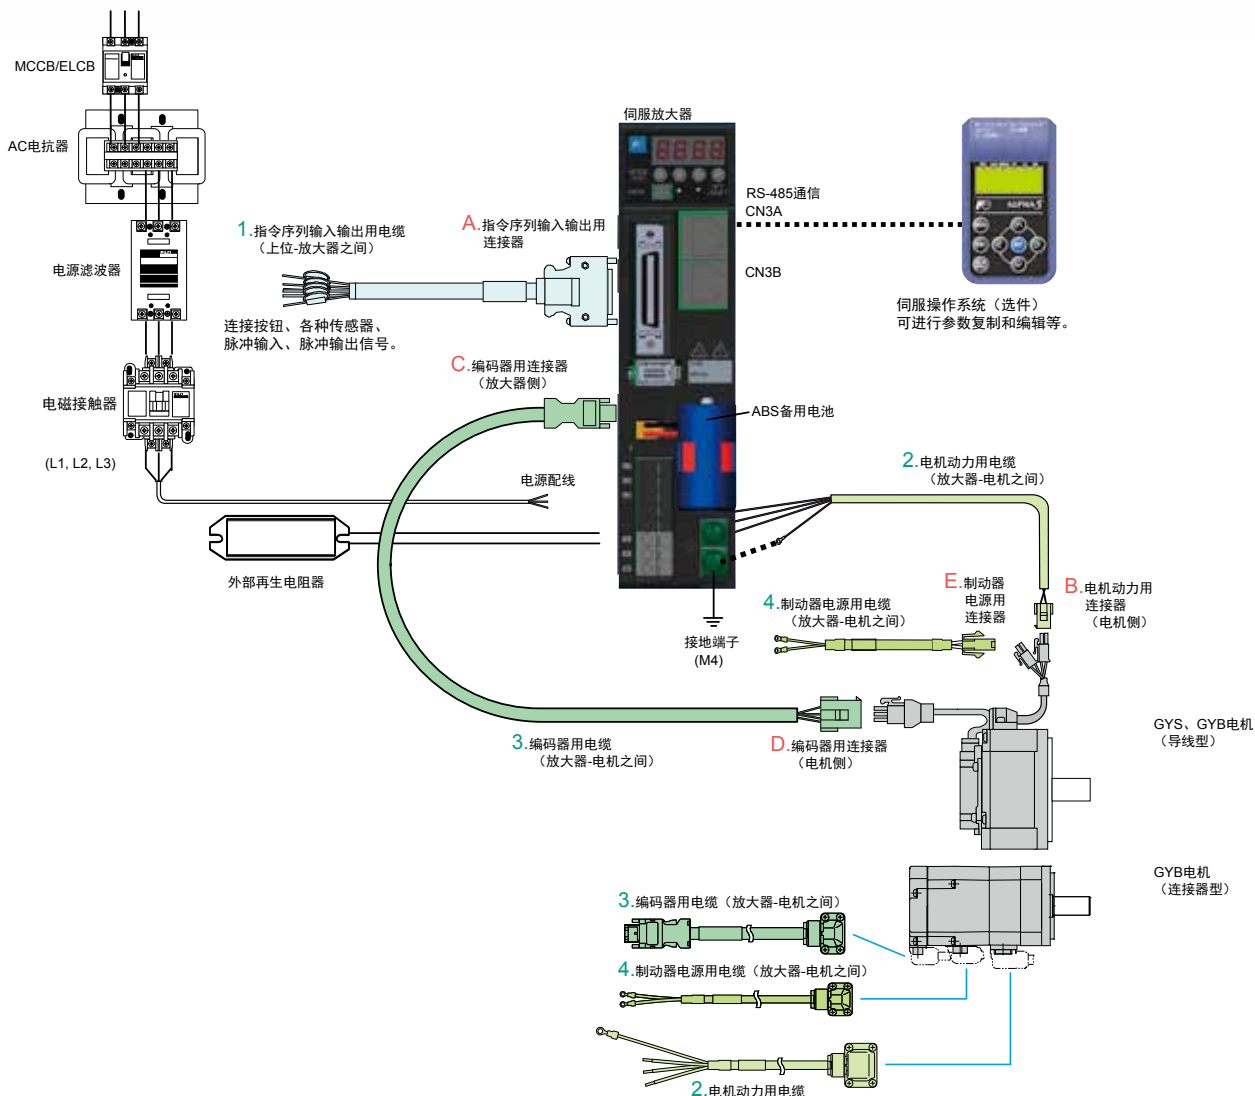 MCCB/ELCB
AC电抗器
电源滤波器
电磁接触器
(L1, L2, L3)
电源配线
外部再生电阻器
1.指令序列输入输出用电缆
（上位-放大器之间）
连接按钮、各种传感器、
脉冲输入、脉冲输出信号。
A.指令序列输入输出用
连接器
C.编码器用连接器
（放大器侧）
伺服放大器
RS-485通信
CN3A
CN3B
ALPHA5
伺服操作系统（选件）
可进行参数复制和编辑等。
ABS备用电池
2.电机动力用电缆
（放大器-电机之间）
E.制动器
电源用
连接器
B.电机动力用
连接器
（电机侧）
4.制动器电源用电缆
（放大器-电机之间）
接地端子
(M4)
3.编码器用电缆
（放大器-电机之间）
D.编码器用连接器
（电机侧）
GYS、GYB电机
（导线型）
GYB电机
（连接器型）
3.编码器用电缆（放大器-电机之间）
4.制动器电源用电缆（放大器-电机之间）
2.电机动力用电缆